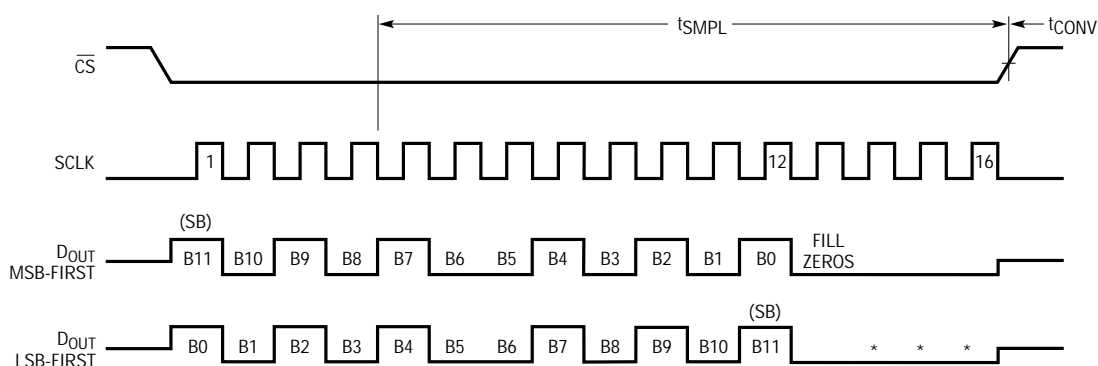 tSMPL tCONV
CS
SCLK 1 12 16
(SB)
DOUT
MSB-FIRST
B11 B10 B9 B8 B7 B6 B5 B4 B3 B2 B1 B0
FILL
ZEROS
(SB)
DOUT
LSB-FIRST
B0 B1 B2 B3 B4 B5 B6 B7 B8 B9 B10 B11 * * *